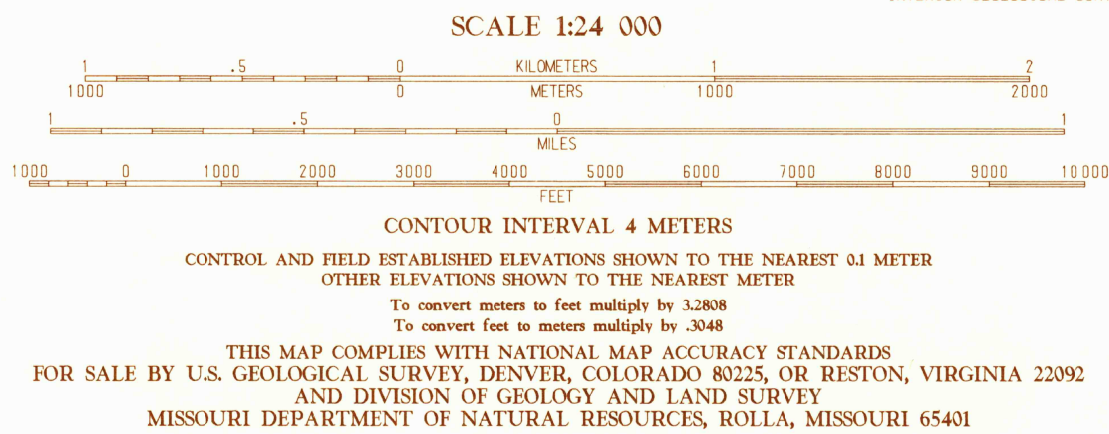 SCALE 1:24 000
1 .5 0 KILOMETERS 1 2
1000 0 METERS 1000 2000
1 .5 0 1
MILES
1000 0 1000 2000 3000 4000 5000 6000 7000 8000 9000 10 000
FEET
CONTOUR INTERVAL 4 METERS
CONTROL AND FIELD ESTABLISHED ELEVATIONS SHOWN TO THE NEAREST 0.1 METER
OTHER ELEVATIONS SHOWN TO THE NEAREST METER
To convert meters to feet multiply by 3.2808
To convert feet to meters multiply by .3048
THIS MAP COMPLIES WITH NATIONAL MAP ACCURACY STANDARDS
FOR SALE BY U.S. GEOLOGICAL SURVEY, DENVER, COLORADO 80225, OR RESTON, VIRGINIA 22092
AND DIVISION OF GEOLOGY AND LAND SURVEY
MISSOURI DEPARTMENT OF NATURAL RESOURCES, ROLLA, MISSOURI 65401